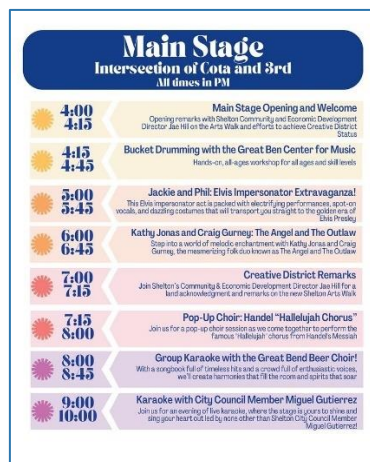 Main Stage
Intersection of Cota and 3rd
All times in PM
4:00
4:15
Main Stage Opening and Welcome
Opening remarks with Shelton Community and Economic Development
Director Jae Hill on the Arts Walk and efforts to achieve Creative District
Status
4:15
4:45
Bucket Drumming with the Great Ben Center for Music
Hands-on, all-ages workshop for all ages and skill levels
5:00
5:45
Jackie and Phil: Elvis Impersonator Extravaganza!
This Elvis impersonator act is packed with electrifying performances, spot-on
vocals, and dazzling costumes that will transport you straight to the golden era of
Elvis Presley
6:00
6:45
Kathy Jonas and Craig Gurney: The Angel and The Outlaw
Step into a world of melodic enchantment with Kathy Jonas and Craig
Gurney, the mesmerizing folk duo known as The Angel and The Outlaw
7:00
7:15
Creative District Remarks
Join Shelton's Community & Economic Development Director Jae Hill for a
land acknowledgment and remarks on the new Shelton Arts Walk
7:15
8:00
Pop-Up Choir: Handel "Hallelujah Chorus"
Join us for a pop-up choir session as we come together to perform the
famous 'Hallelujah' chorus from Handel's Messiah
8:00
8:45
Group Karaoke with the Great Bend Beer Choir!
With a songbook full of timeless hits and a crowd full of enthusiastic voices,
we'll create harmonies that fill the room and spirits that soar
9:00
10:00
Karaoke with City Council Member Miguel Gutierrez
Join us for an evening of live karaoke, where the stage is yours to shine and
sing your heart out led by none other than Shelton City Council Member
Miguel Gutierrez!